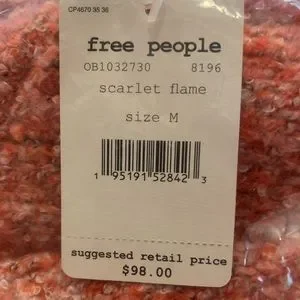 CP4670 35 36
free people
OB1032730 8196
scarlet flame
size M
1 95191 52842 3
suggested retail price
$98.00